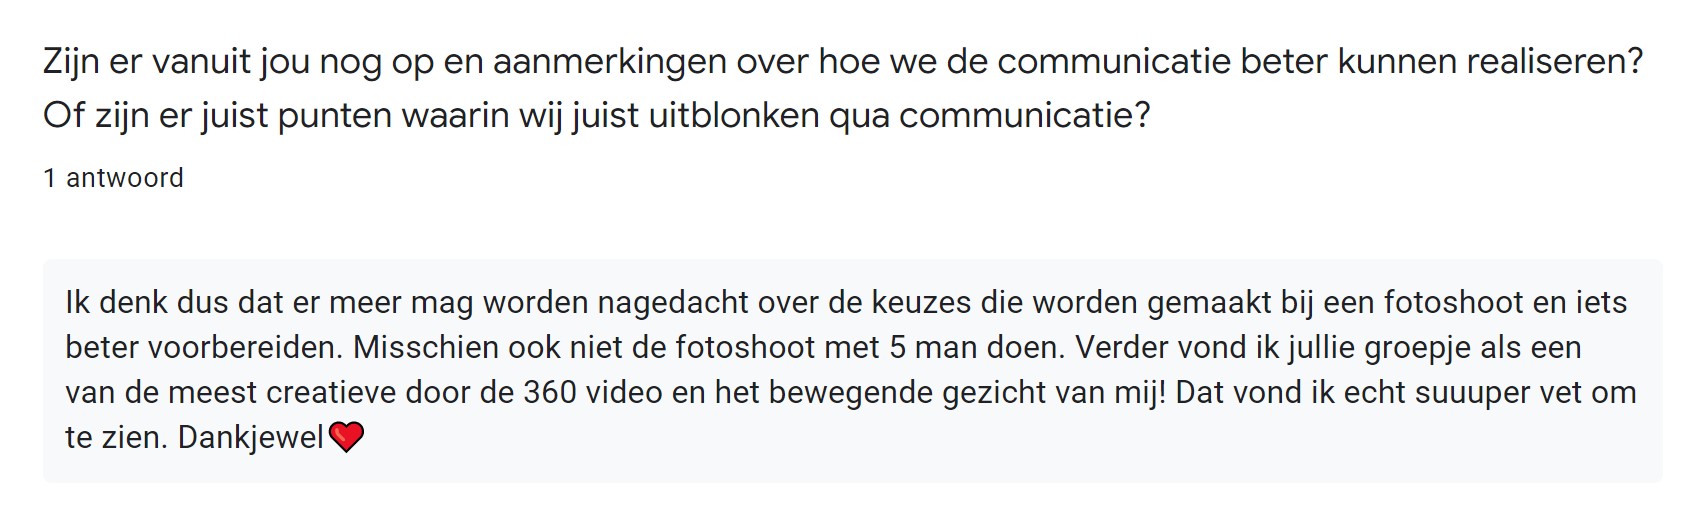 Zijn er vanuit jou nog op en aanmerkingen over hoe we de communicatie beter kunnen realiseren?
Of zijn er juist punten waarin wij juist uitblonken qua communicatie?
1 antwoord
Ik denk dus dat er meer mag worden nagedacht over de keuzes die worden gemaakt bij een fotoshoot en iets
beter voorbereiden. Misschien ook niet de fotoshoot met 5 man doen. Verder vond ik jullie groepje als een
van de meest creatieve door de 360 video en het bewegende gezicht van mij! Dat vond ik echt suuuper vet om
te zien. Dankjewel❤️